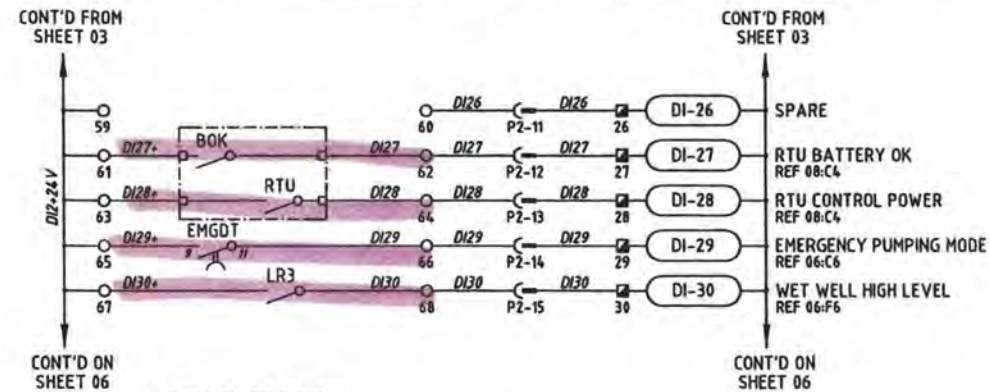 CONT'D FROM
SHEET 03
CONT'D FROM
SHEET 03
DI2+24V
59
60
DI26
P2-11
DI26
26
DI-26
SPARE
DI27+
61
BOK
DI27
62
DI27
P2-12
DI27
27
DI-27
RTU BATTERY OK
REF 08:C4
DI28+
63
RTU
DI28
64
DI28
P2-13
DI28
28
DI-28
RTU CONTROL POWER
REF 08:C4
DI29+
65
EMGDT
9
11
DI29
66
DI29
P2-14
DI29
29
DI-29
EMERGENCY PUMPING MODE
REF 06:C6
DI30+
67
LR3
DI30
68
DI30
P2-15
DI30
30
DI-30
WET WELL HIGH LEVEL
REF 06:F6
CONT'D ON
SHEET 06
CONT'D ON
SHEET 06